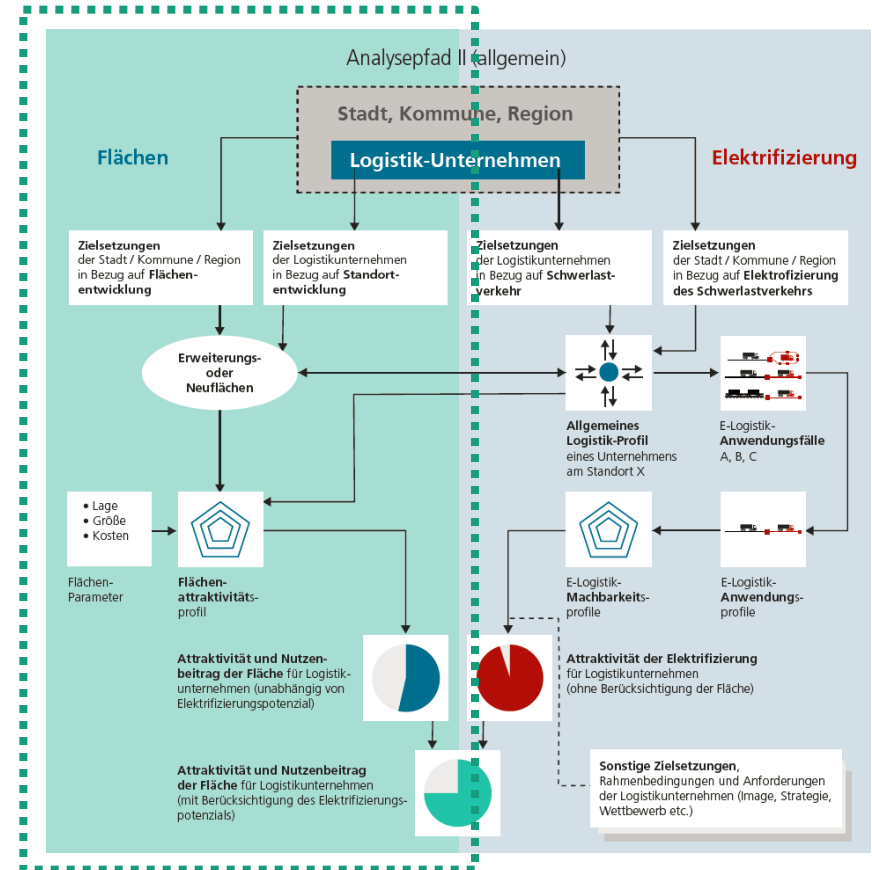 Analysepfad II (allgemein)
Stadt, Kommune, Region
Logistik-Unternehmen
Flächen
Elektrifizierung
Zielsetzungen
der Stadt / Kommune / Region
in Bezug auf Flächen-
entwicklung
Zielsetzungen
der Logistikunternehmen
in Bezug auf Standort-
entwicklung
Zielsetzungen
der Logistikunternehmen
in Bezug auf Schwerlast-
verkehr
Zielsetzungen
der Stadt / Kommune / Region
in Bezug auf Elektrofizierung
des Schwerlastverkehrs
Erweiterungs-
oder
Neuflächen
Allgemeines
Logistik-Profil
eines Unternehmens
am Standort X
E-Logistik-
Anwendungsfälle
A, B, C
• Lage
• Größe
• Kosten
Flächen-
Parameter
Flächen-
attraktivitäts-
profil
E-Logistik-
Machbarkeits-
profile
E-Logistik-
Anwendungs-
profile
Attraktivität und Nutzen-
beitrag der Fläche für Logistik-
unternehmen (unabhängig von
Elektrifizierungspotenzial)
Attraktivität der Elektrifizierung
für Logistikunternehmen
(ohne Berücksichtigung der Fläche)
Attraktivität und Nutzenbeitrag
der Fläche für Logistikunternehmen
(mit Berücksichtigung des Elektrifizierungs-
potenzials)
Sonstige Zielsetzungen,
Rahmenbedingungen und Anforderungen
der Logistikunternehmen (Image, Strategie,
Wettbewerb etc.)